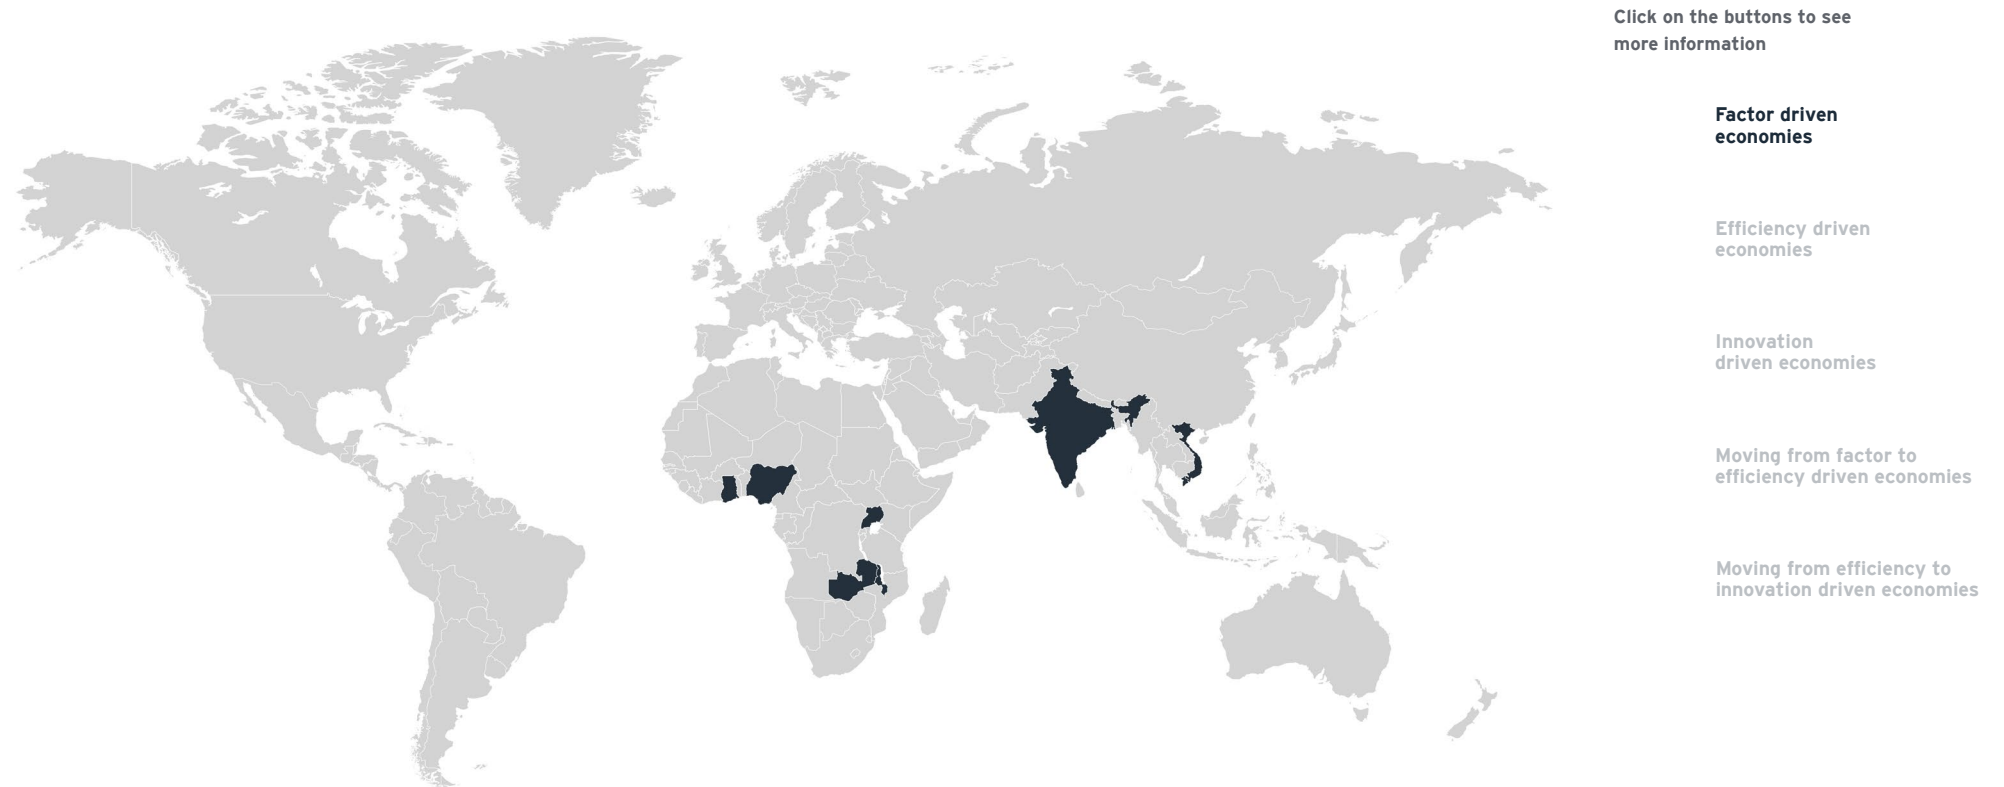 Click on the buttons to see
more information
Factor driven
economies
Efficiency driven
economies
Innovation
driven economies
Moving from factor to
efficiency driven economies
Moving from efficiency to
innovation driven economies